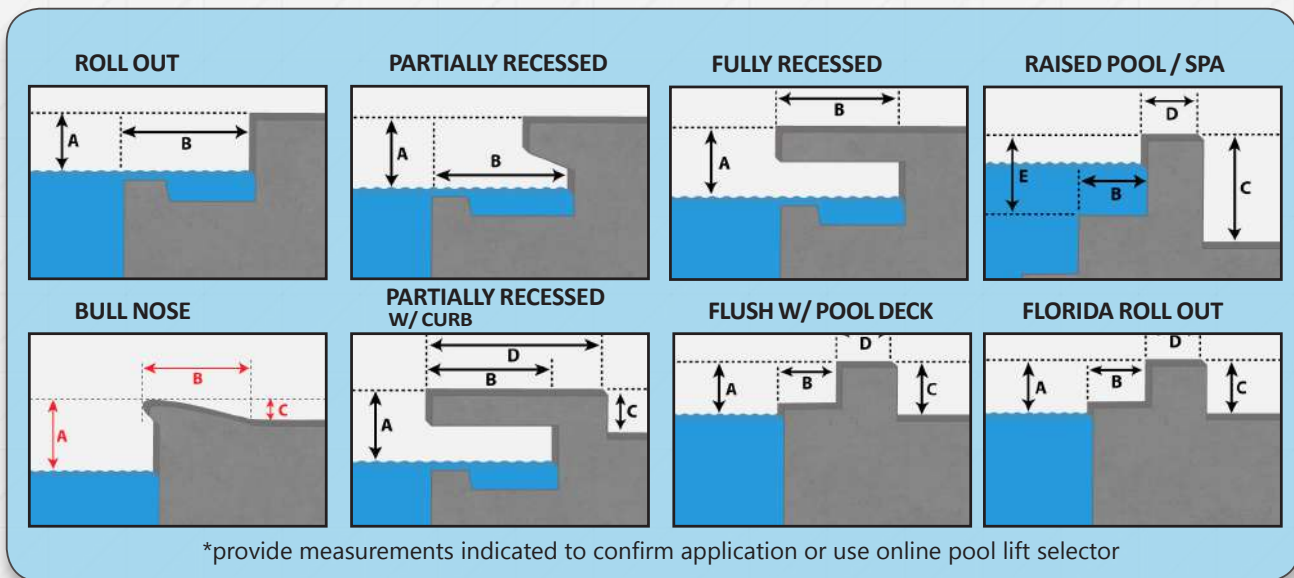 ROLL OUT
A
B
PARTIALLY RECESSED
A
B
FULLY RECESSED
B
A
RAISED POOL / SPA
D
E
B
C
BULL NOSE
B
C
A
PARTIALLY RECESSED
W/ CURB
D
B
A
C
FLUSH W/ POOL DECK
D
A
B
C
FLORIDA ROLL OUT
D
A
B
C
*provide measurements indicated to confirm application or use online pool lift selector